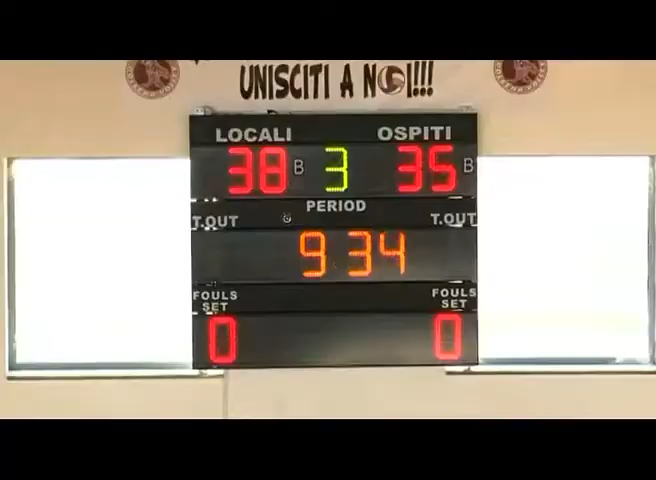 UNISCITI A NOI!!!
LOCALI OSPITI
38 B 3 35 B
PERIOD
T.OUT T.OUT
9 34
FOULS SET FOULS SET
0 0